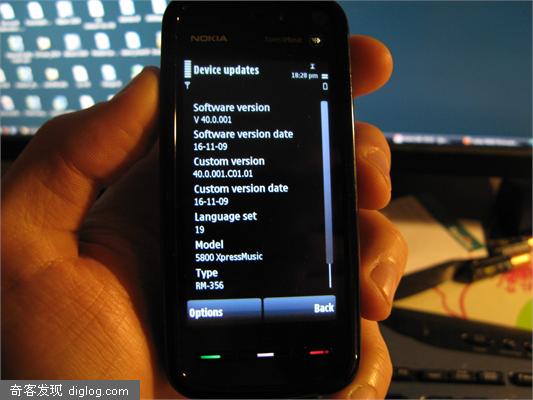 NOKIA XpressMusic
Device updates
18:28 pm
Software version
V 40.0.001
Software version date
16-11-09
Custom version
40.0.001.C01.01
Custom version date
16-11-09
Language set
19
Model
5800 XpressMusic
Type
RM-356
Options Back
奇客发现 diglog.com